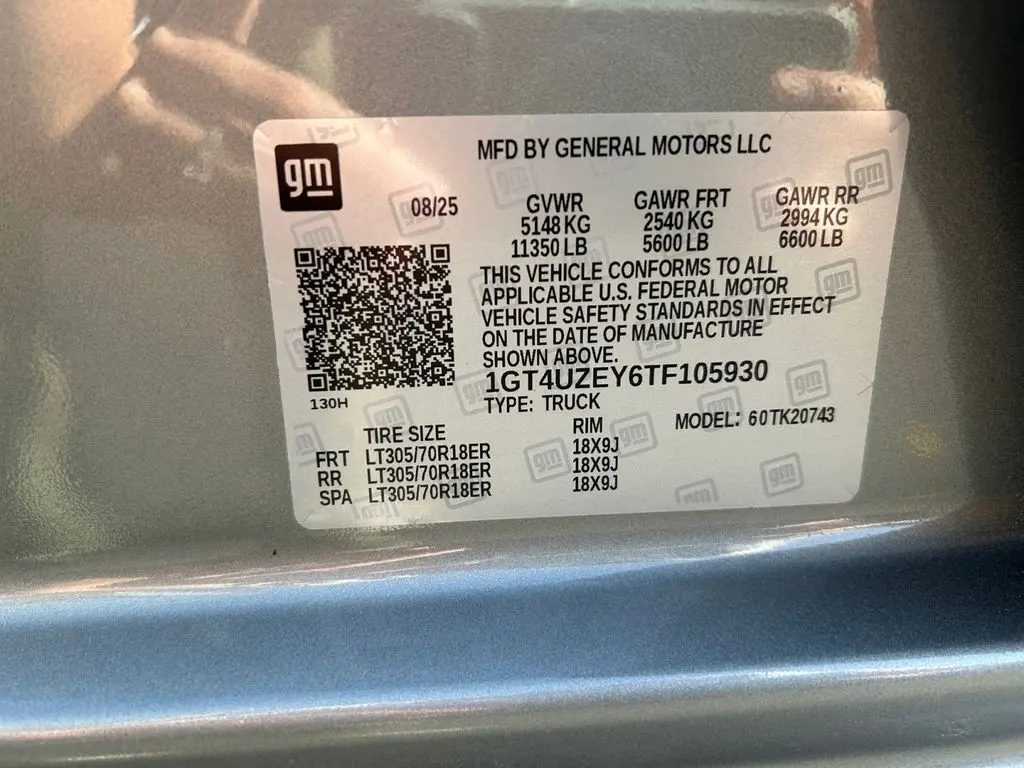 gm
MFD BY GENERAL MOTORS LLC
08/25
GVWR
5148 KG
11350 LB
GAWR FRT
2540 KG
5600 LB
GAWR RR
2994 KG
6600 LB
THIS VEHICLE CONFORMS TO ALL
APPLICABLE U.S. FEDERAL MOTOR
VEHICLE SAFETY STANDARDS IN EFFECT
ON THE DATE OF MANUFACTURE
SHOWN ABOVE.
1GT4UZEY6TF105930
TYPE: TRUCK
MODEL: 60TK20743
130H
TIRE SIZE RIM
FRT LT305/70R18ER 18X9J
RR LT305/70R18ER 18X9J
SPA LT305/70R18ER 18X9J